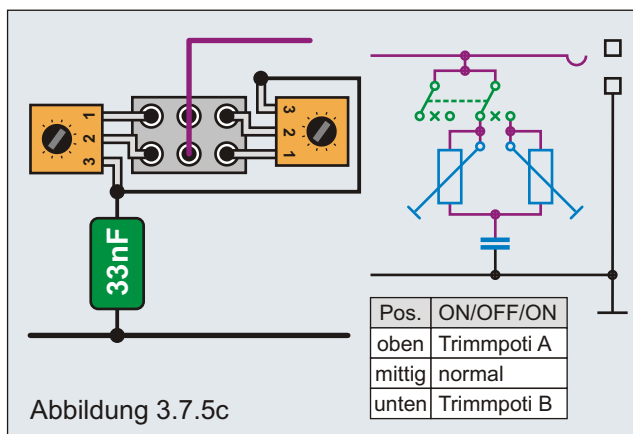 1
2
3
3
2
1
33nF
Pos. ON/OFF/ON
oben Trimmpoti A
mittig normal
unten Trimmpoti B
Abbildung 3.7.5c